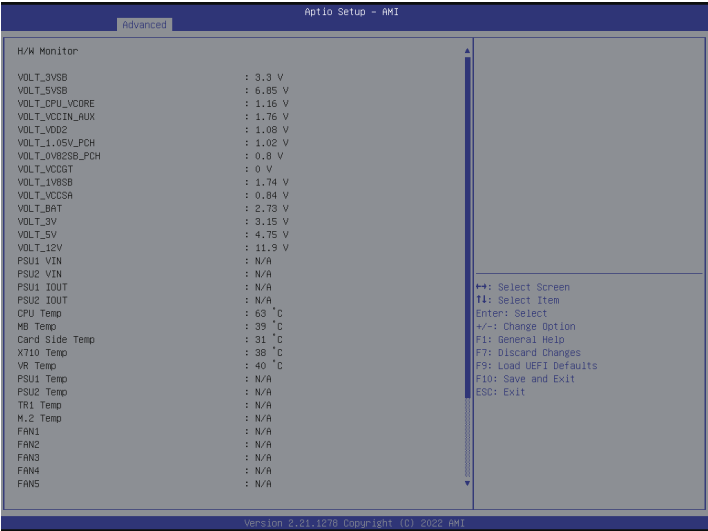 Aptio Setup - AMI
Advanced
H/W Monitor
VOLT_3VSB : 3.3 V
VOLT_5VSB : 6.85 V
VOLT_CPU_VCORE : 1.16 V
VOLT_VCCIN_AUX : 1.76 V
VOLT_VDD2 : 1.08 V
VOLT_1.05V_PCH : 1.02 V
VOLT_0V82SB_PCH : 0.8 V
VOLT_VCCGT : 0 V
VOLT_1V8SB : 1.74 V
VOLT_VCCSA : 0.84 V
VOLT_BAT : 2.73 V
VOLT_3V : 3.15 V
VOLT_5V : 4.75 V
VOLT_12V : 11.9 V
PSU1 VIN : N/A
PSU2 VIN : N/A
PSU1 IOUT : N/A
PSU2 IOUT : N/A
CPU Temp : 63 °C
MB Temp : 39 °C
Card Side Temp : 31 °C
X710 Temp : 38 °C
VR Temp : 40 °C
PSU1 Temp : N/A
PSU2 Temp : N/A
TR1 Temp : N/A
M.2 Temp : N/A
FAN1 : N/A
FAN2 : N/A
FAN3 : N/A
FAN4 : N/A
FAN5 : N/A
↔: Select Screen
↑↓: Select Item
Enter: Select
+/-: Change Option
F1: General Help
F7: Discard Changes
F9: Load UEFI Defaults
F10: Save and Exit
ESC: Exit
Version 2.21.1278 Copyright (C) 2022 AMI